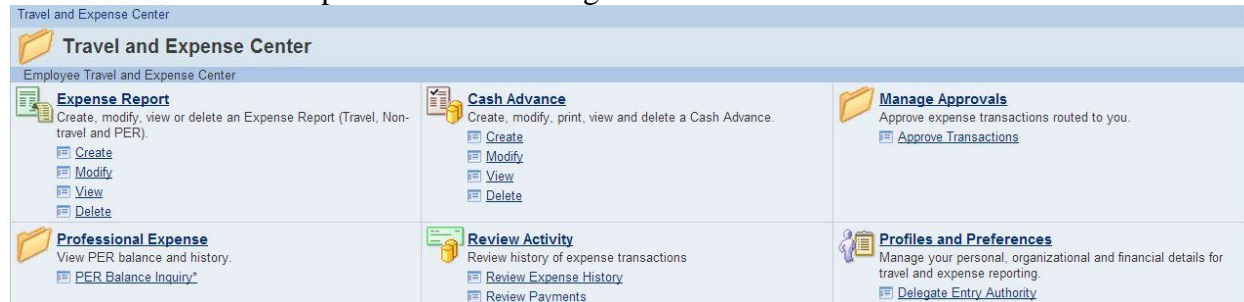 Travel and Expense Center
Travel and Expense Center
Employee Travel and Expense Center
Expense Report
Create, modify, view or delete an Expense Report (Travel, Non-
travel and PER).
Create
Modify
View
Delete
Cash Advance
Create, modify, print, view and delete a Cash Advance.
Create
Modify
View
Delete
Manage Approvals
Approve expense transactions routed to you.
Approve Transactions
Professional Expense
View PER balance and history.
PER Balance Inquiry*
Review Activity
Review history of expense transactions
Review Expense History
Review Payments
Profiles and Preferences
Manage your personal, organizational and financial details for
travel and expense reporting.
Delegate Entry Authority